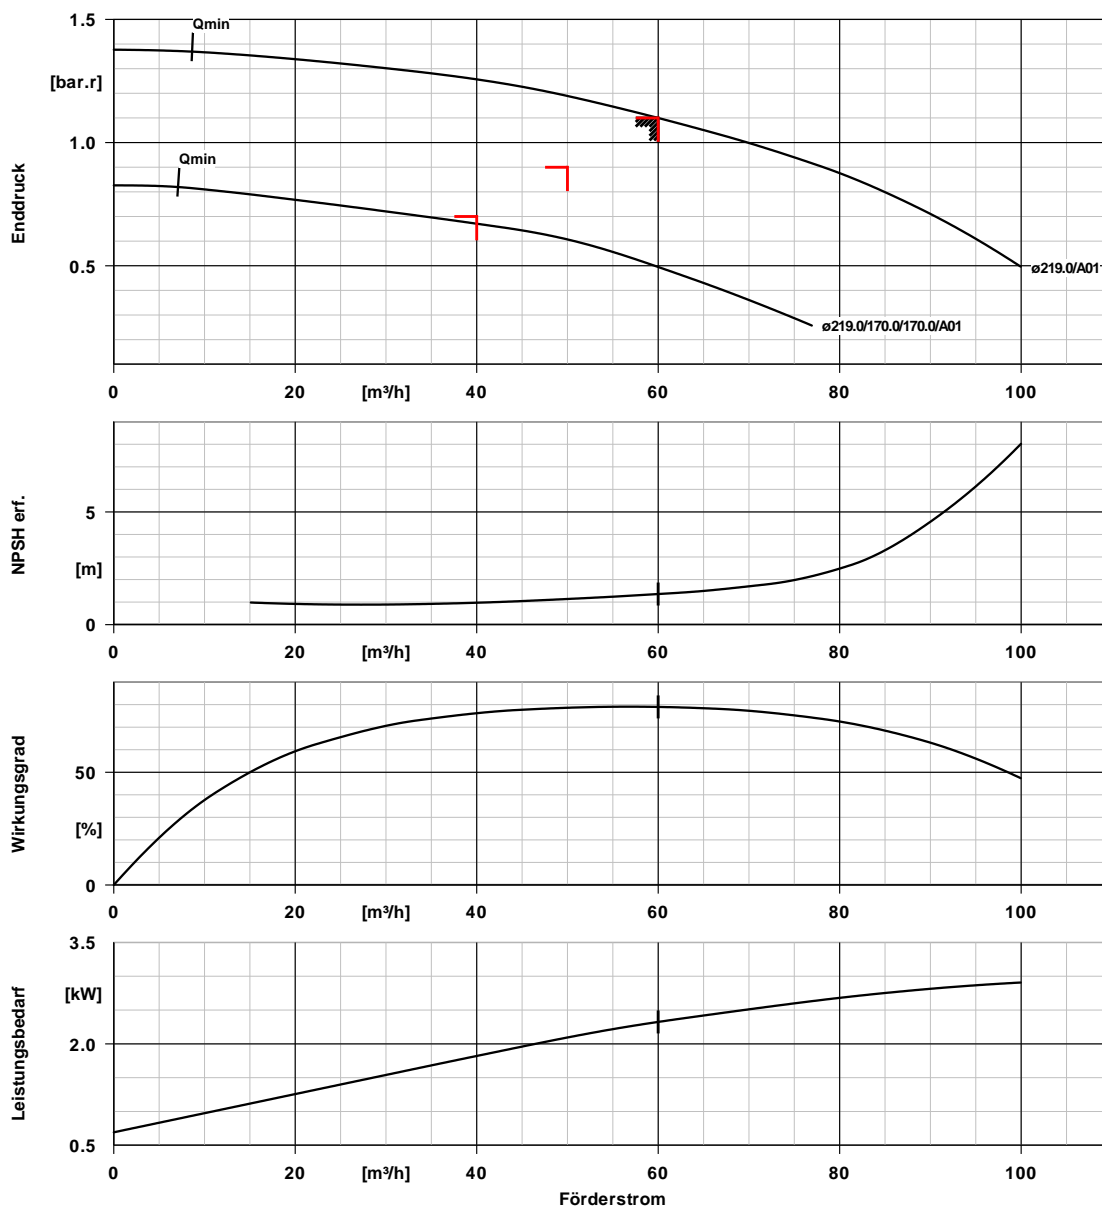 1.5
Qmin
[bar.r]
1.0
Qmin
Enddruck
0.5
ø219.0/A01
ø219.0/170.0/170.0/A01
0 20 [m³/h] 40 60 80 100
NPSH erf.
5
[m]
0
0 20 [m³/h] 40 60 80 100
Wirkungsgrad
50
[%]
0
0 20 [m³/h] 40 60 80 100
3.5
[kW]
Leistungsbedarf
2.0
0.5
0 20 [m³/h] 40 60 80 100
Förderstrom